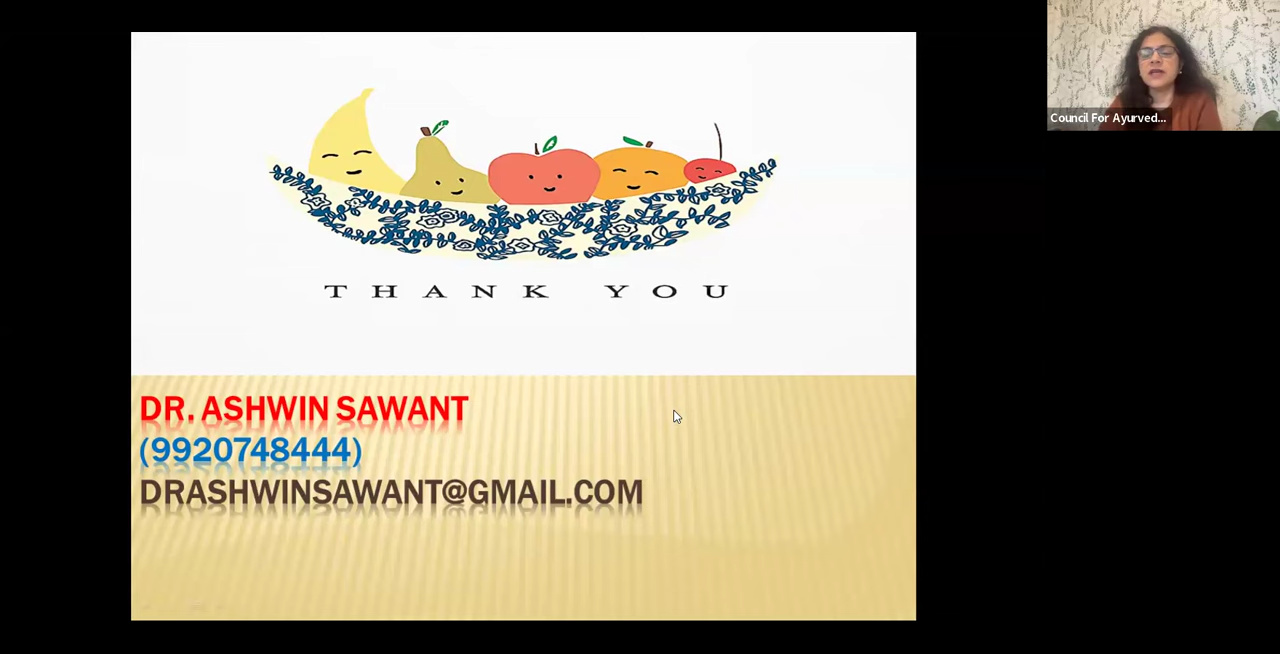 Council For Ayurved...
THANK YOU
DR. ASHWIN SAWANT
(9920748444)
DRASHWINSAWANT@GMAIL.COM